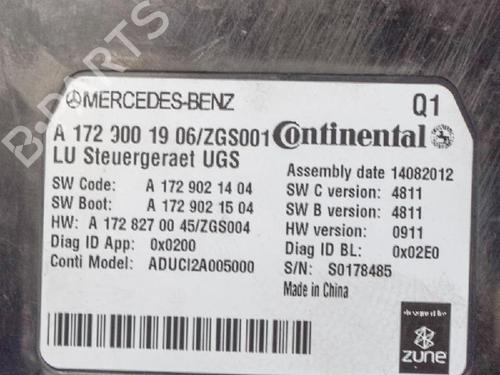 B-PARTS
MERCEDES-BENZ Q1
A 172 900 19 06/ZGS001 Continental
LU Steuergeraet UGS
Assembly date 14082012
SW Code: A 172 902 14 04 SW C version: 4811
SW Boot: A 172 902 15 04 SW B version: 4811
HW: A 172 827 00 45/ZGS004 HW version: 0911
Diag ID App: 0x0200 Diag ID BL: 0x02E0
Conti Model: ADUCI2A005000 S/N: S0178485
Made in China
zune